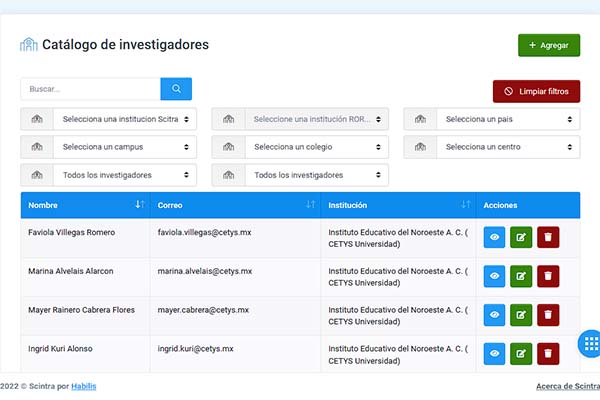 Catálogo de investigadores
+ Agregar
Buscar...
Limpiar filtros
Selecciona una institucion Scitra
Seleccione una institución ROR...
Selecciona un pais
Selecciona un campus
Selecciona un colegio
Selecciona un centro
Todos los investigadores
Todos los investigadores
Nombre
Correo
Institución
Acciones
Faviola Villegas Romero
faviola.villegas@cetys.mx
Instituto Educativo del Noroeste A. C. (
CETYS Universidad)
Marina Alvelais Alarcon
marina.alvelais@cetys.mx
Instituto Educativo del Noroeste A. C. (
CETYS Universidad)
Mayer Rainero Cabrera Flores
mayer.cabrera@cetys.mx
Instituto Educativo del Noroeste A. C. (
CETYS Universidad)
Ingrid Kuri Alonso
ingrid.kuri@cetys.mx
Instituto Educativo del Noroeste A. C. (
CETYS Universidad)
2022 © Scintra por Habilis
Acerca de Scintra